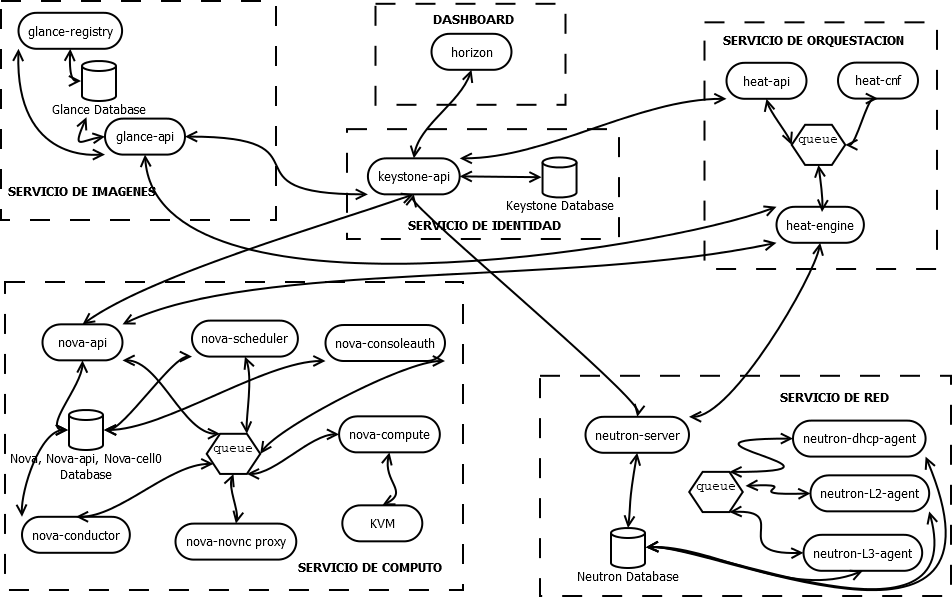 glance-registry
Glance Database
glance-api
SERVICIO DE IMAGENES
DASHBOARD
horizon
keystone-api
Keystone Database
SERVICIO DE IDENTIDAD
SERVICIO DE ORQUESTACION
heat-api
heat-cnf
queue
heat-engine
nova-api
nova-scheduler
nova-consoleauth
Nova, Nova-api, Nova-cell0
Database
queue
nova-compute
nova-conductor
nova-novnc proxy
KVM
SERVICIO DE COMPUTO
SERVICIO DE RED
neutron-server
neutron-dhcp-agent
queue
neutron-L2-agent
neutron-L3-agent
Neutron Database